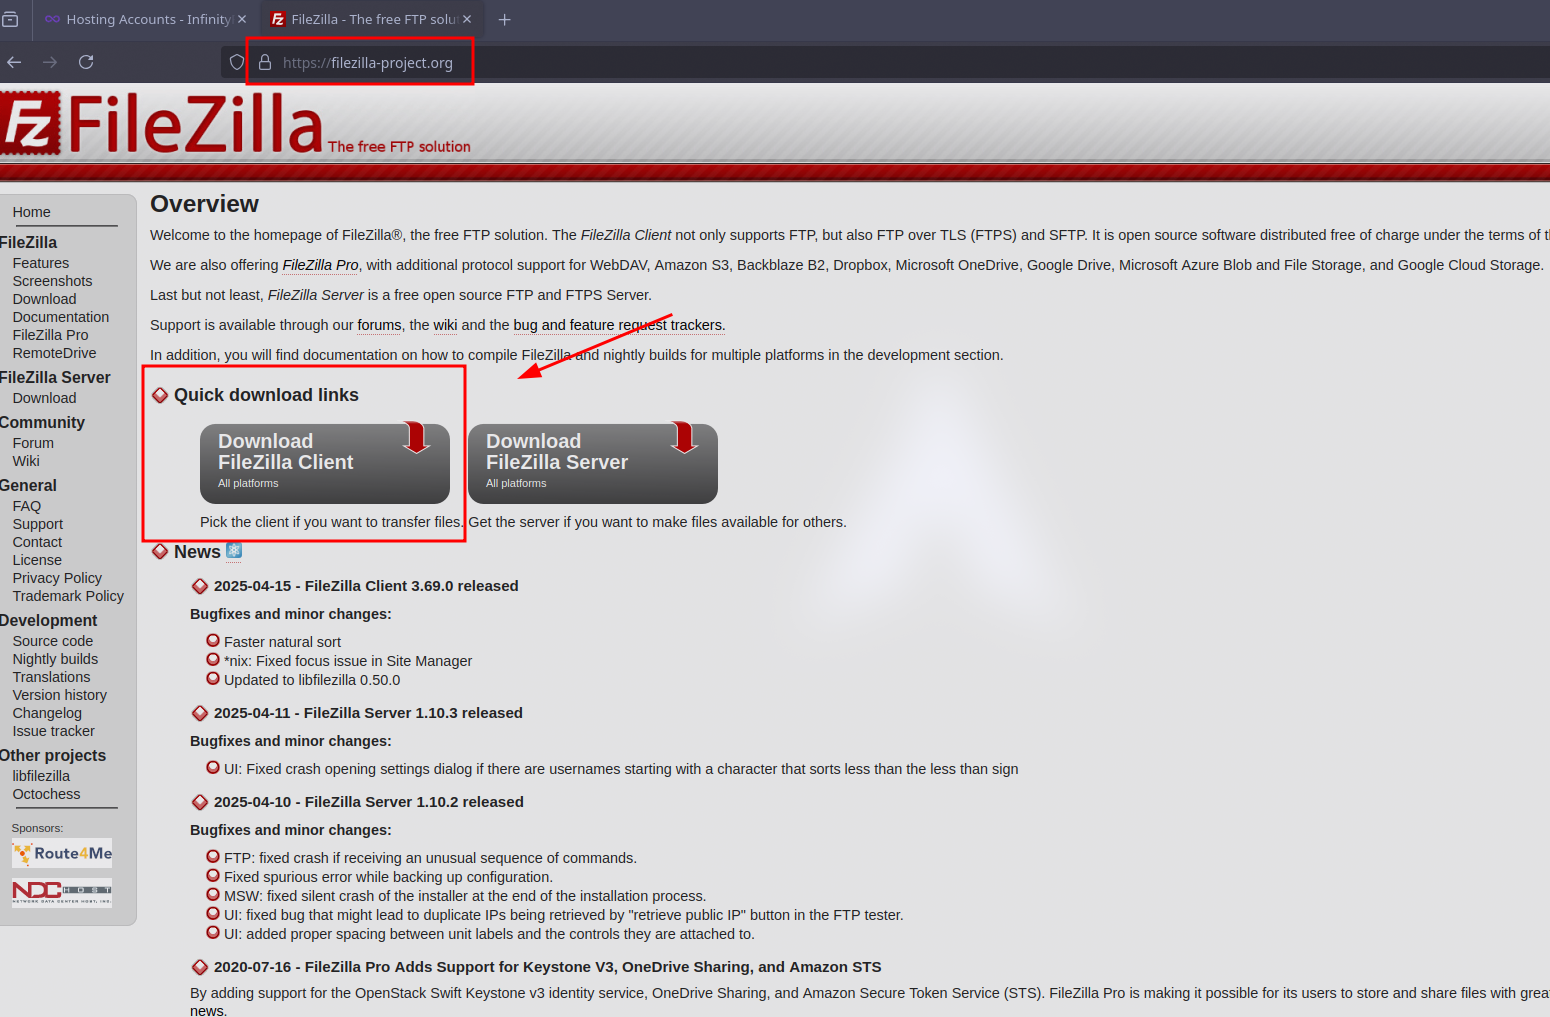 Hosting Accounts - Infinity
FileZilla - The free FTP solut
https://filezilla-project.org
FileZilla The free FTP solution
Home
FileZilla
Features
Screenshots
Download
Documentation
FileZilla Pro
RemoteDrive
FileZilla Server
Download
Community
Forum
Wiki
General
FAQ
Support
Contact
License
Privacy Policy
Trademark Policy
Development
Source code
Nightly builds
Translations
Version history
Changelog
Issue tracker
Other projects
libfilezilla
Octochess
Sponsors:
Route4Me
NDC HOST
NETWORK DATA CENTER HOST, INC.
Overview
Welcome to the homepage of FileZilla®, the free FTP solution. The FileZilla Client not only supports FTP, but also FTP over TLS (FTPS) and SFTP. It is open source software distributed free of charge under the terms of t
We are also offering FileZilla Pro, with additional protocol support for WebDAV, Amazon S3, Backblaze B2, Dropbox, Microsoft OneDrive, Google Drive, Microsoft Azure Blob and File Storage, and Google Cloud Storage.
Last but not least, FileZilla Server is a free open source FTP and FTPS Server.
Support is available through our forums, the wiki and the bug and feature request trackers.
In addition, you will find documentation on how to compile FileZilla and nightly builds for multiple platforms in the development section.
Quick download links
Download
FileZilla Client
All platforms
Download
FileZilla Server
All platforms
Pick the client if you want to transfer files. Get the server if you want to make files available for others.
News
2025-04-15 - FileZilla Client 3.69.0 released
Bugfixes and minor changes:
Faster natural sort
*nix: Fixed focus issue in Site Manager
Updated to libfilezilla 0.50.0
2025-04-11 - FileZilla Server 1.10.3 released
Bugfixes and minor changes:
UI: Fixed crash opening settings dialog if there are usernames starting with a character that sorts less than the less than sign
2025-04-10 - FileZilla Server 1.10.2 released
Bugfixes and minor changes:
FTP: fixed crash if receiving an unusual sequence of commands.
Fixed spurious error while backing up configuration.
MSW: fixed silent crash of the installer at the end of the installation process.
UI: fixed bug that might lead to duplicate IPs being retrieved by "retrieve public IP" button in the FTP tester.
UI: added proper spacing between unit labels and the controls they are attached to.
2020-07-16 - FileZilla Pro Adds Support for Keystone V3, OneDrive Sharing, and Amazon STS
By adding support for the OpenStack Swift Keystone v3 identity service, OneDrive Sharing, and Amazon Secure Token Service (STS). FileZilla Pro is making it possible for its users to store and share files with grea
news.